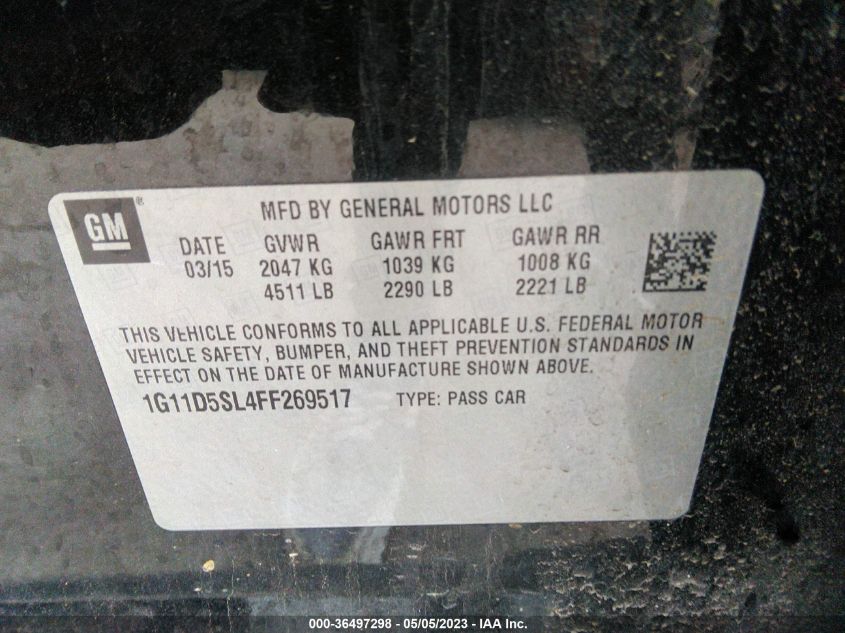 GM®
MFD BY GENERAL MOTORS LLC
DATE GVWR GAWR FRT GAWR RR
03/15 2047 KG 1039 KG 1008 KG
4511 LB 2290 LB 2221 LB
THIS VEHICLE CONFORMS TO ALL APPLICABLE U.S. FEDERAL MOTOR
VEHICLE SAFETY, BUMPER, AND THEFT PREVENTION STANDARDS IN
EFFECT ON THE DATE OF MANUFACTURE SHOWN ABOVE.
1G11D5SL4FF269517 TYPE: PASS CAR
000-36497298 - 05/05/2023 - IAA Inc.